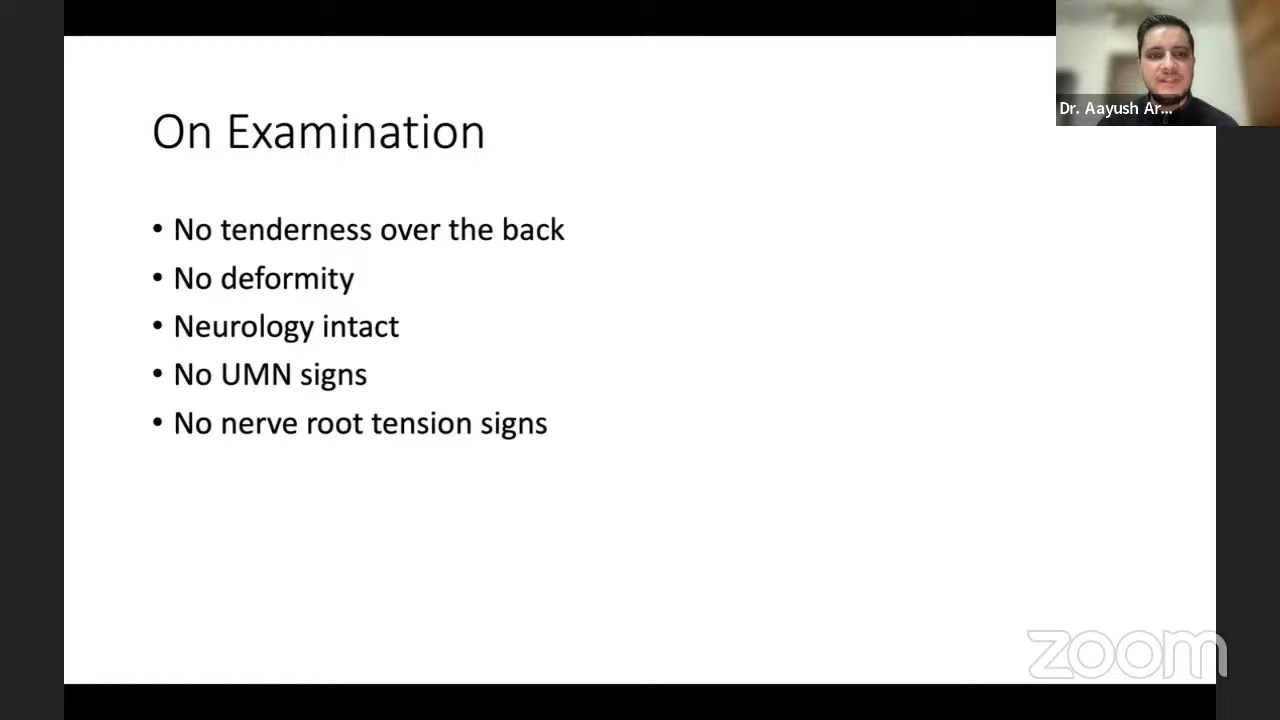 On Examination
• No tenderness over the back
• No deformity
• Neurology intact
• No UMN signs
• No nerve root tension signs
Dr. Aayush Ar...
zoom